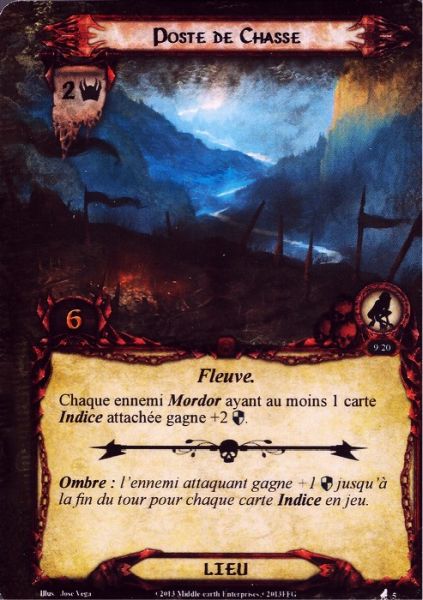 POSTE DE CHASSE
2
6
9-20
Fleuve.
Chaque ennemi Mordor ayant au moins 1 carte
Indice attachée gagne +2 .
Ombre : l'ennemi attaquant gagne +1 jusqu'à
la fin du tour pour chaque carte Indice en jeu.
LIEU
Illus Jose Vega ©2013 Middle-earth Enterprises ©2013 FFG 5